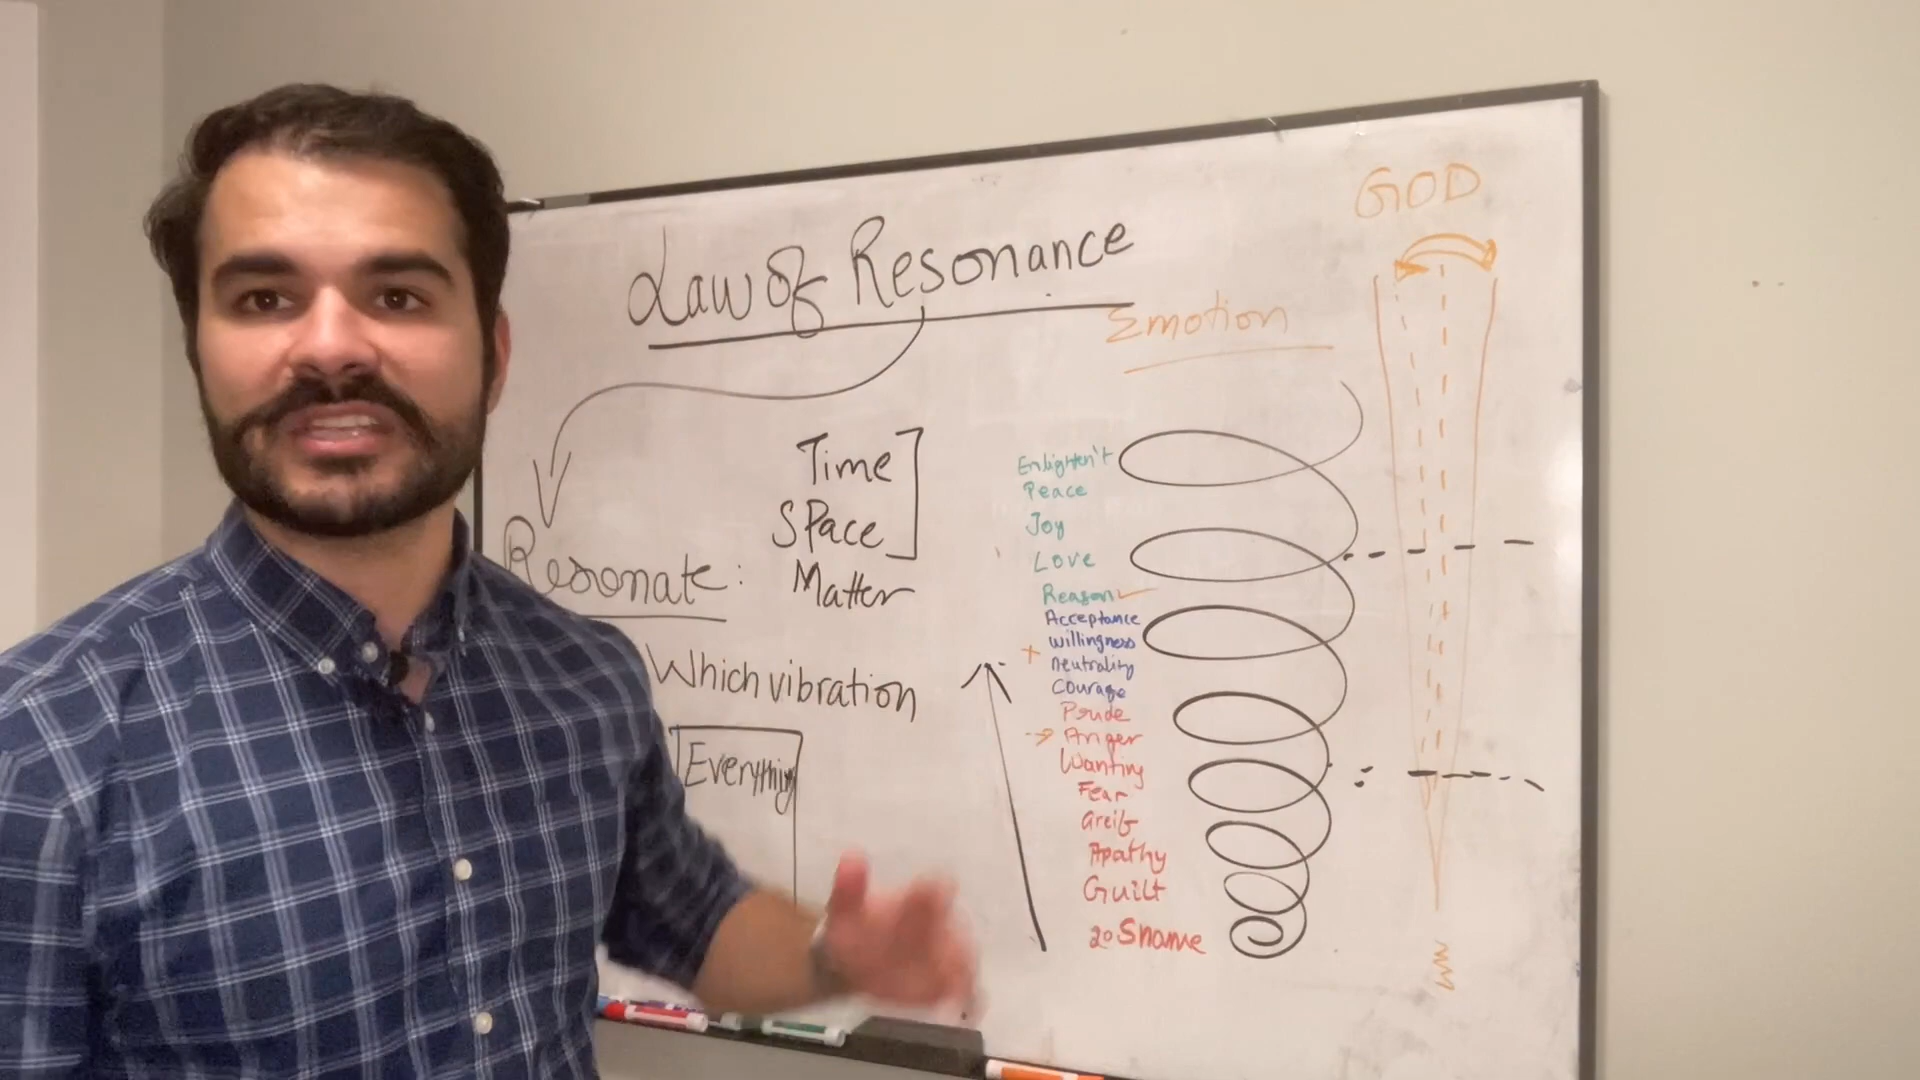 Law of Resonance
GOD
Emotion
Time
SPace
Matter
Resonate:
Which vibration
Everything
Enlighten't
Peace
Joy
Love
Reason ✓
Acceptance
+ willingness
neutrality
Courage
Pride
→ Anger
Wanting
Fear
Greif
Apathy
Guilt
20 Shame